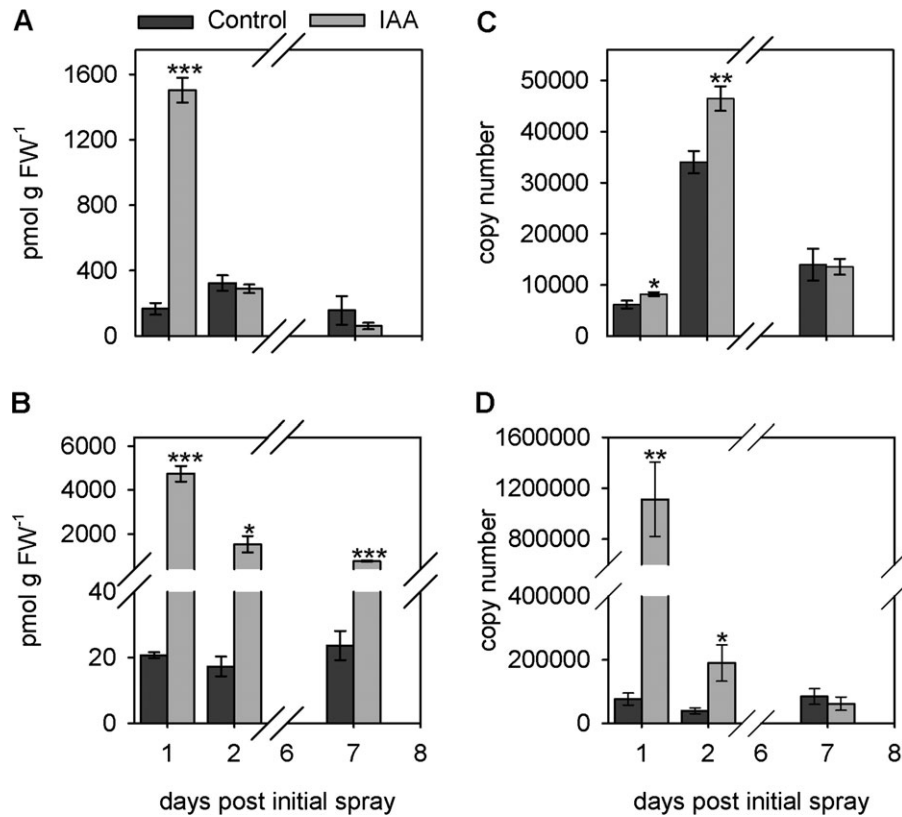 A
Control IAA
pmol g FW⁻¹
1600
1200
800
400
0
***
C
copy number
50000
40000
30000
20000
10000
0
*
**
B
pmol g FW⁻¹
6000
4000
2000
40
20
0
***
*
***
1 2 6 7 8
days post initial spray
D
copy number
1600000
1200000
800000
400000
200000
0
**
*
1 2 6 7 8
days post initial spray